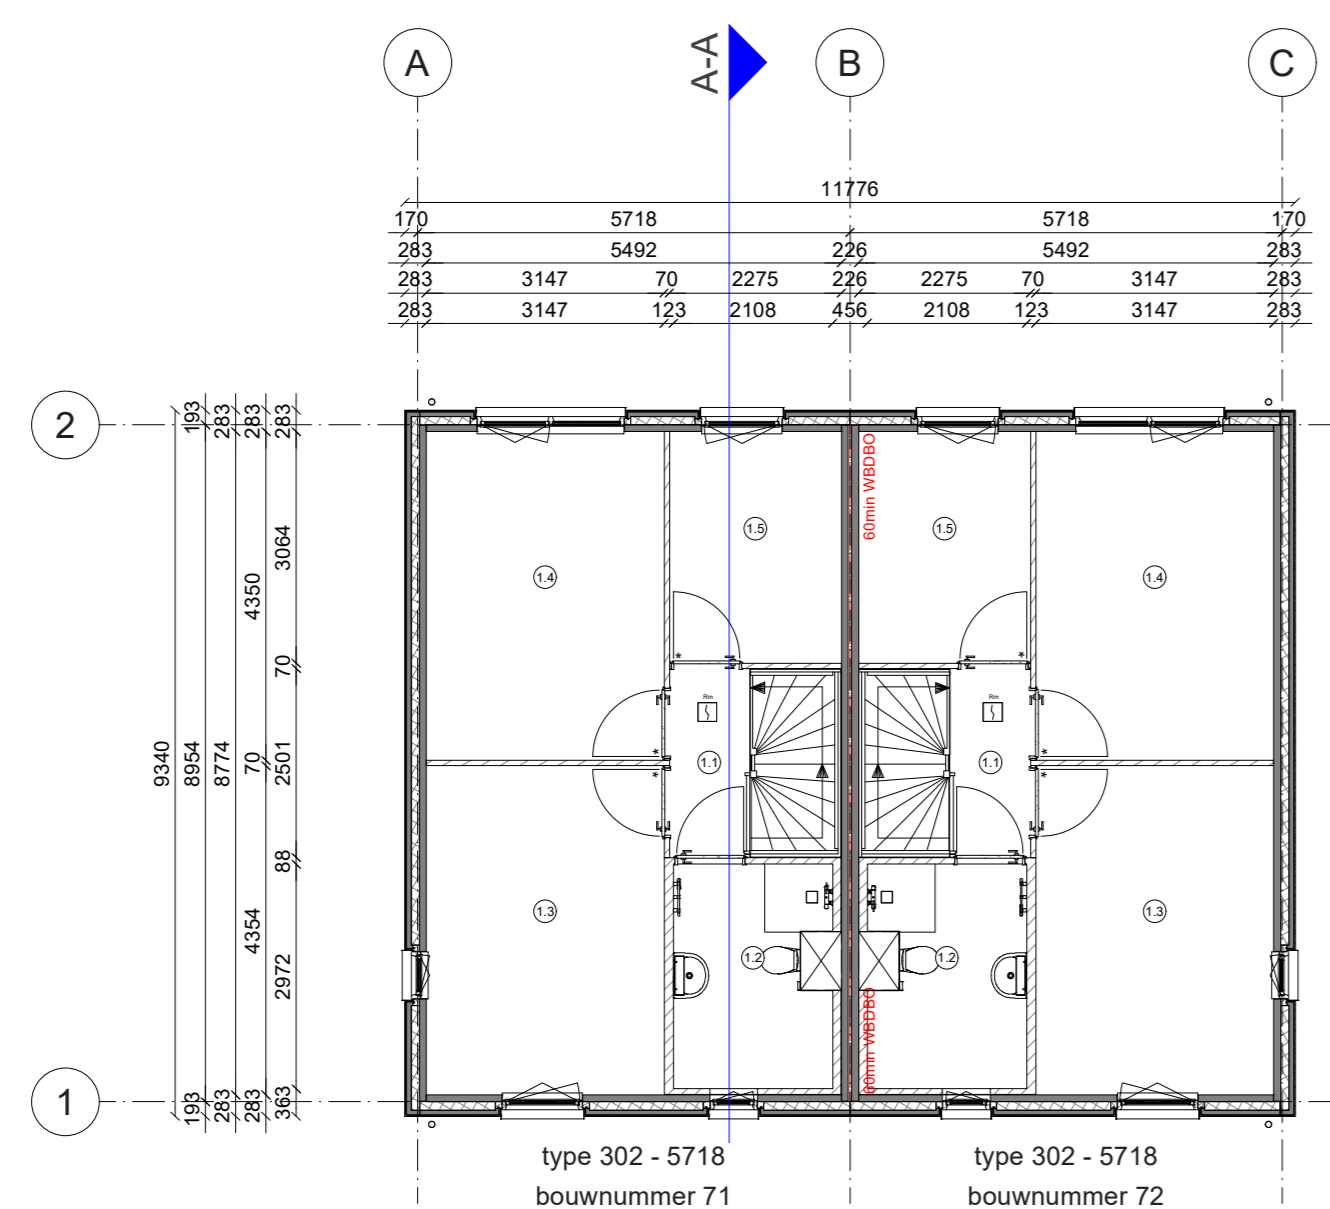 A
A-A
B
C
11776
170 5718 5718 170
283 5492 226 5492 283
283 3147 70 2275 226 2275 70 3147 283
283 3147 123 2108 456 2108 123 3147 283
2
193
283
283
283
9340
8954
8774
4350
70
4354
3064
70
2501
88
2972
193
283
283
363
1
60min WBDBO
1.5
1.5
1.4
1.4
*
*
Rm
Rm
1.1
1.1
*
*
*
*
1.3
1.3
1.2
1.2
60min WBDBO
type 302 - 5718
bouwnummer 71
type 302 - 5718
bouwnummer 72